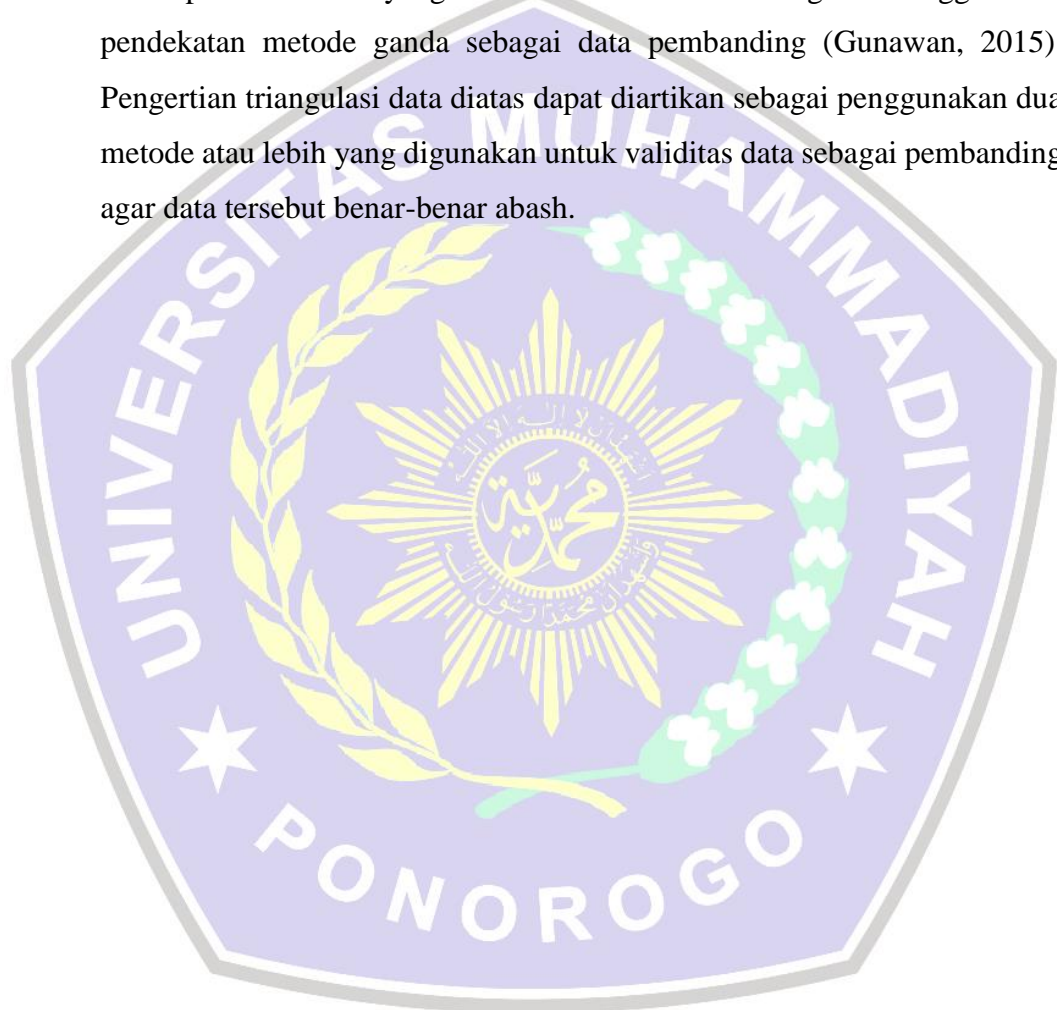 pendekatan metode ganda sebagai data pembanding (Gunawan, 2015)
Pengertian triangulasi data diatas dapat diartikan sebagai penggunakan dua
metode atau lebih yang digunakan untuk validitas data sebagai pembanding
agar data tersebut benar-benar abash.
UNIVERSITAS MUHAMMADIYAH
محمدية
PONOROGO